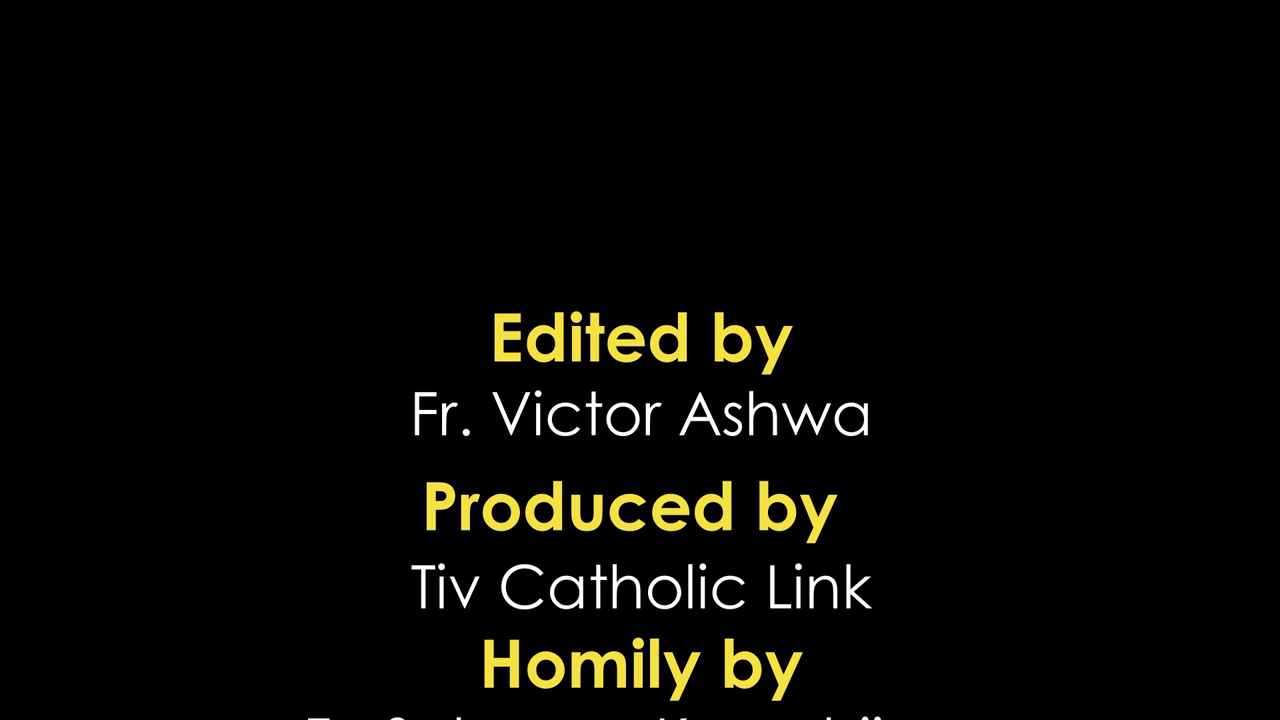 Edited by
Fr. Victor Ashwa
Produced by
Tiv Catholic Link
Homily by